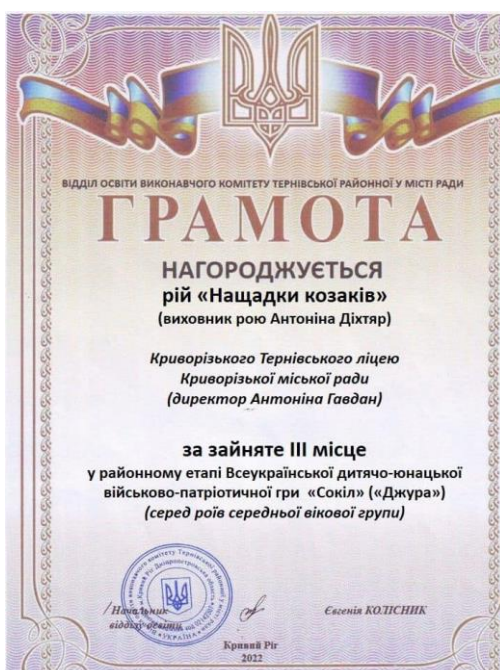 ВІДДІЛ ОСВІТИ ВИКОНАВЧОГО КОМІТЕТУ ТЕРНІВСЬКОЇ РАЙОННОЇ У МІСТІ РАДИ
ГРАМОТА
НАГОРОДЖУЄТЬСЯ
рій «Нащадки козаків»
(виховник рою Антоніна Діхтяр)
Криворізького Тернівського ліцею
Криворізької міської ради
(директор Антоніна Гавдан)
за зайняте ІІІ місце
у районному етапі Всеукраїнської дитячо-юнацької
військово-патріотичної гри «Сокіл» («Джура»)
(серед роїв середньої вікової групи)
Начальник
відділу освіти
Євгенія КОЛІСНИК
УКРАЇНА
Кривий Ріг
2022